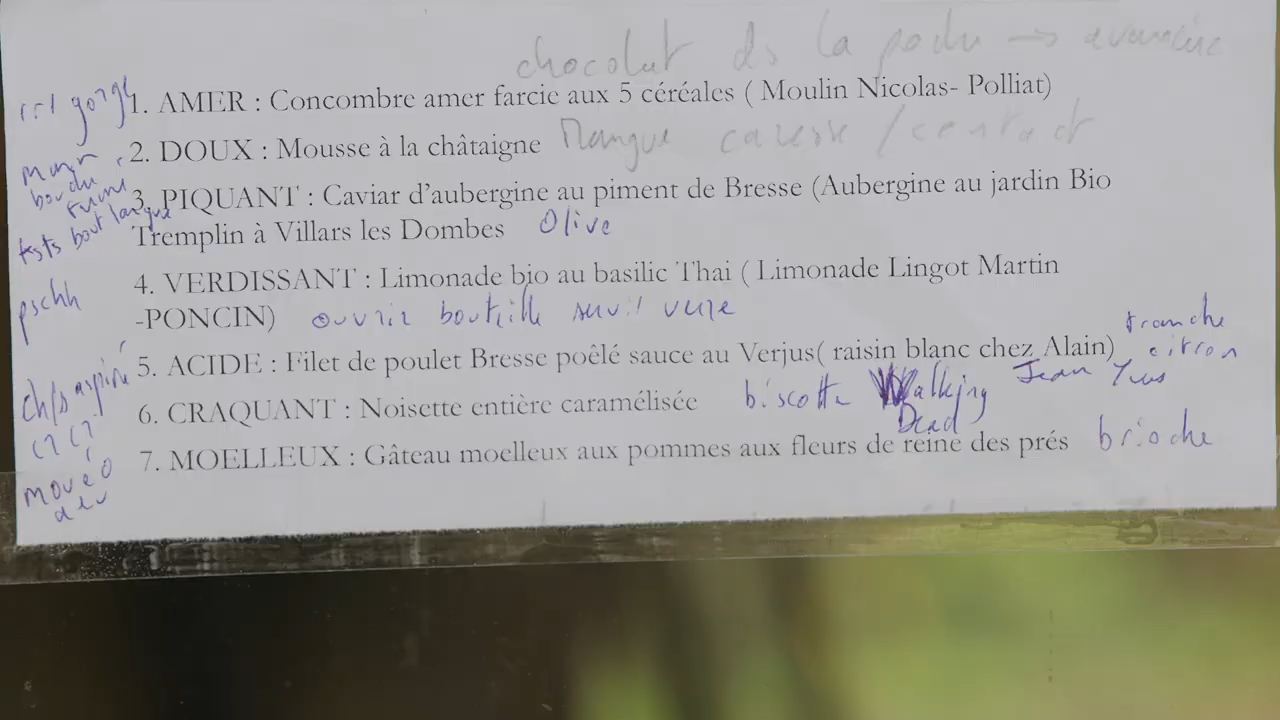 chocolat ds la poche →
1. AMER : Concombre amer farcie aux 5 céréales ( Moulin Nicolas- Polliat)
2. DOUX : Mousse à la châtaigne Mangue caresse / contact
3. PIQUANT : Caviar d'aubergine au piment de Bresse (Aubergine au jardin Bio
tests bout langue
Tremplin à Villars les Dombes Olive
4. VERDISSANT : Limonade bio au basilic Thai ( Limonade Lingot Martin
pschh
-PONCIN) ouvrir bouteille
tranche
5. ACIDE : Filet de poulet Bresse poêlé sauce au Verjus( raisin blanc chez Alain) citron
Jean Yves
6. CRAQUANT : Noisette entière caramélisée biscotte Walking
Dead
7. MOELLEUX : Gâteau moelleux aux pommes aux fleurs de reine des prés brioche